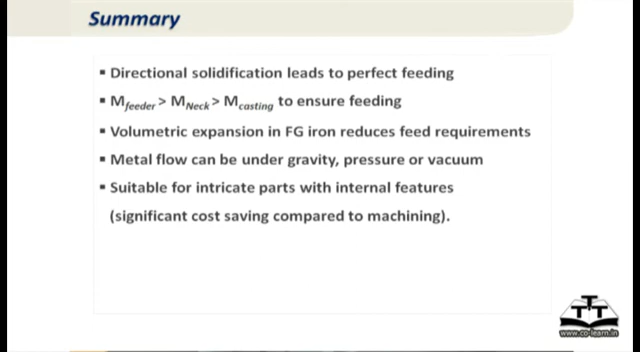 Summary
▪ Directional solidification leads to perfect feeding
▪ Mfeeder > MNeck > Mcasting to ensure feeding
▪ Volumetric expansion in FG iron reduces feed requirements
▪ Metal flow can be under gravity, pressure or vacuum
▪ Suitable for intricate parts with internal features
(significant cost saving compared to machining).
TTT
www.co-learn.in